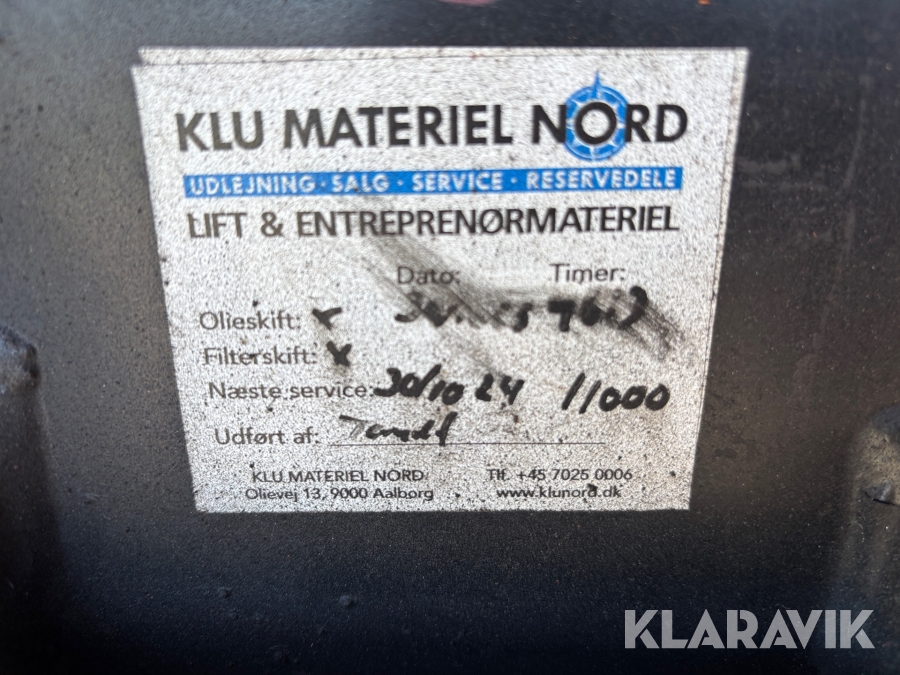 KLU MATERIEL NORD
UDLEJNING · SALG · SERVICE · RESERVEDELE
LIFT & ENTREPRENØRMATERIEL
Dato: Timer:
Olieskift: x
Filterskift: x
Næste service: 30/10 24 11000
Udført af:
KLU MATERIEL NORD Tlf. +45 7025 0006
Olievej 13, 9000 Aalborg www.klunord.dk
KLARAVIK